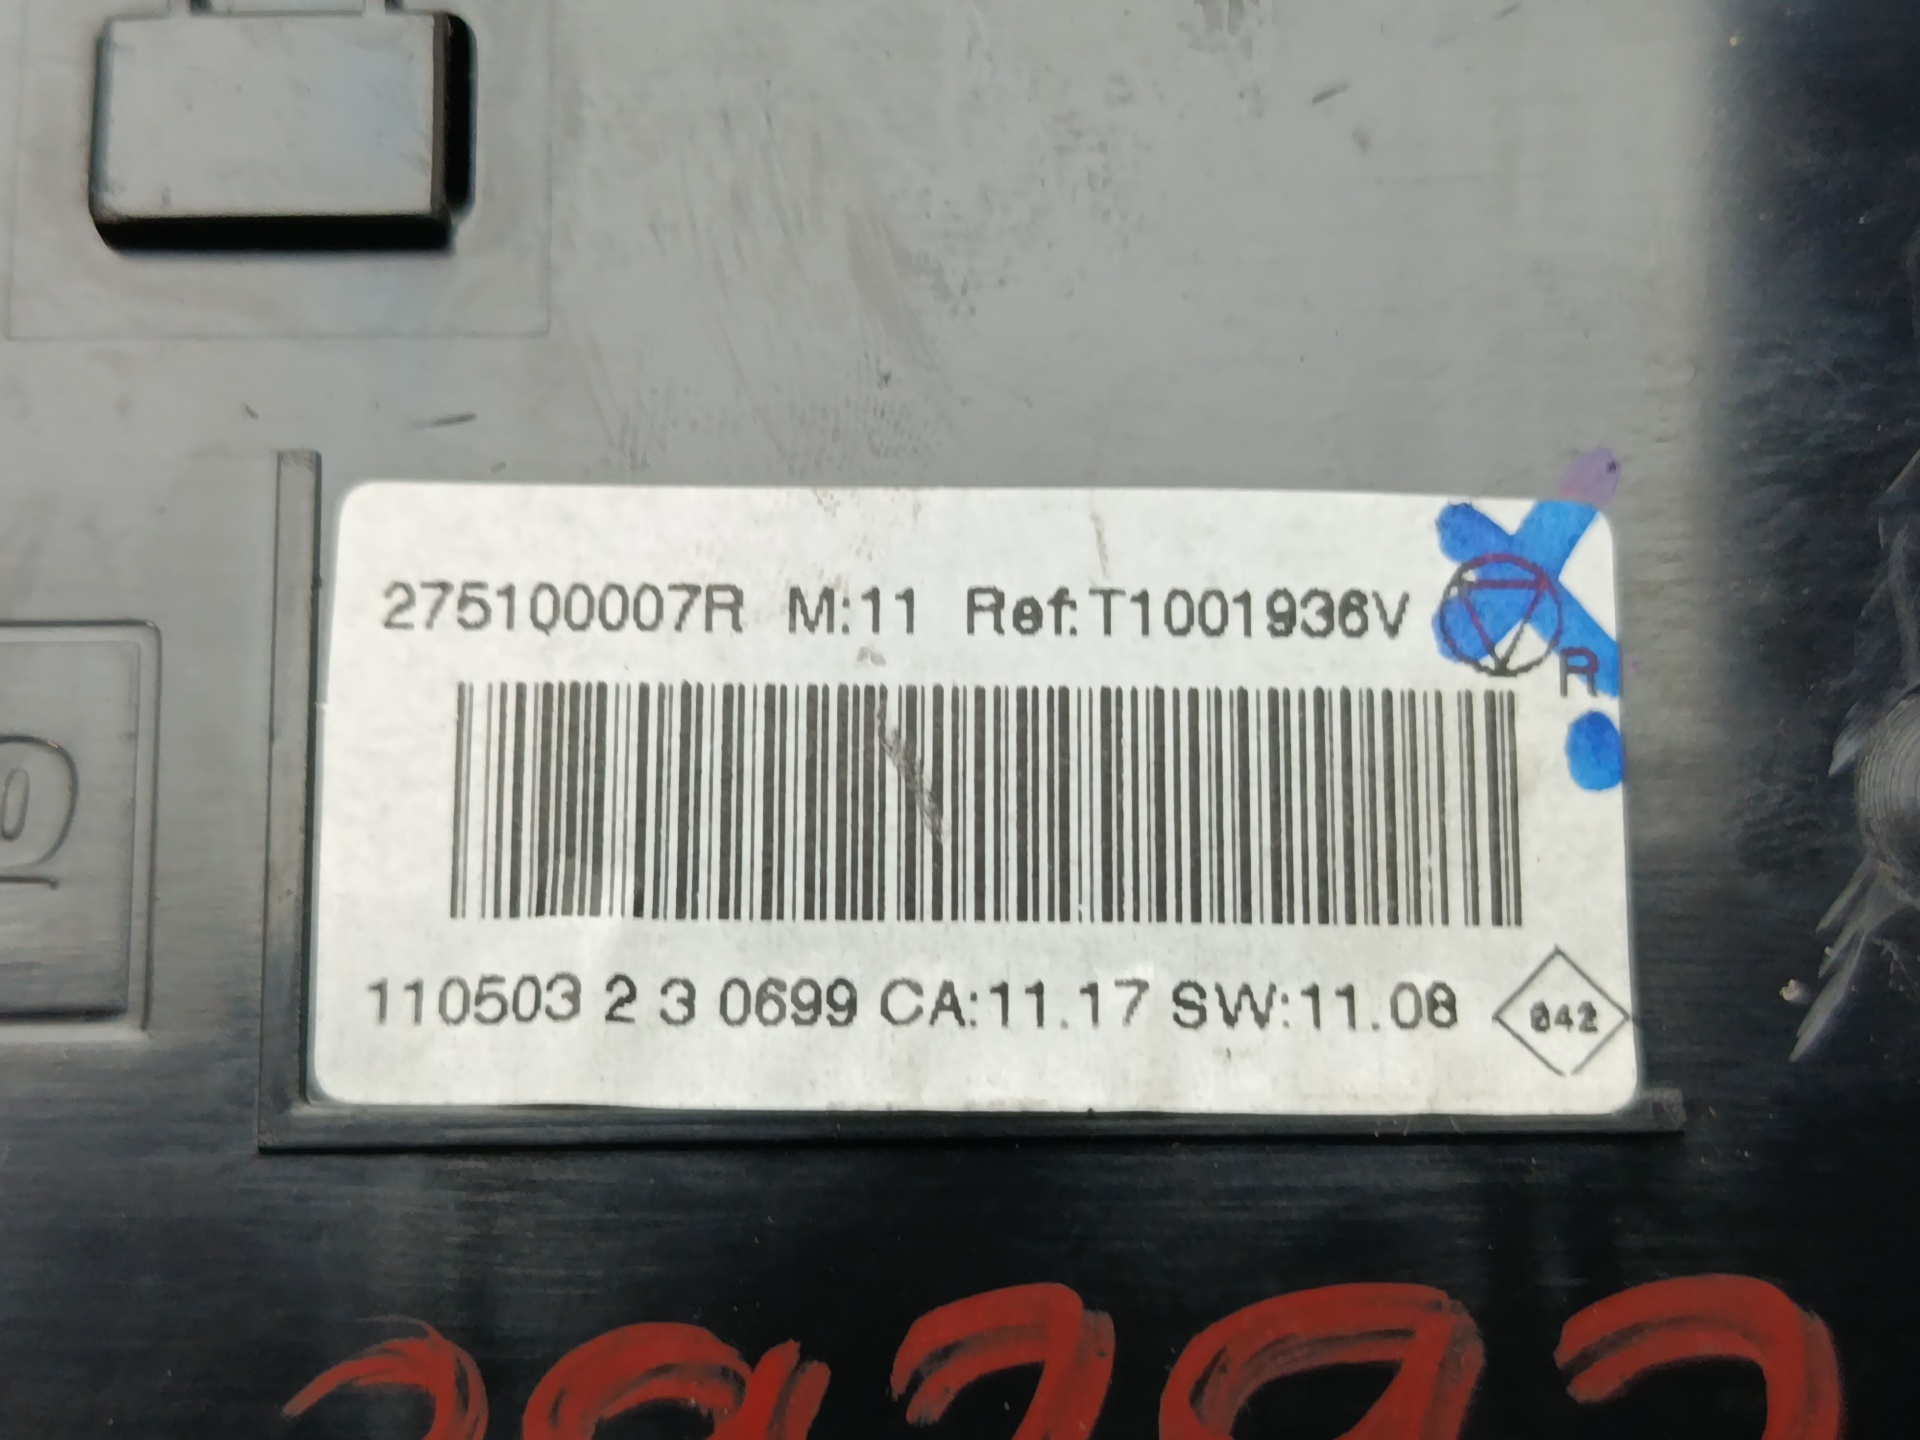 275100007R M:11 Ref:T1001936V
R
110503 2 3 0699 CA:11.17 SW:11.08
842